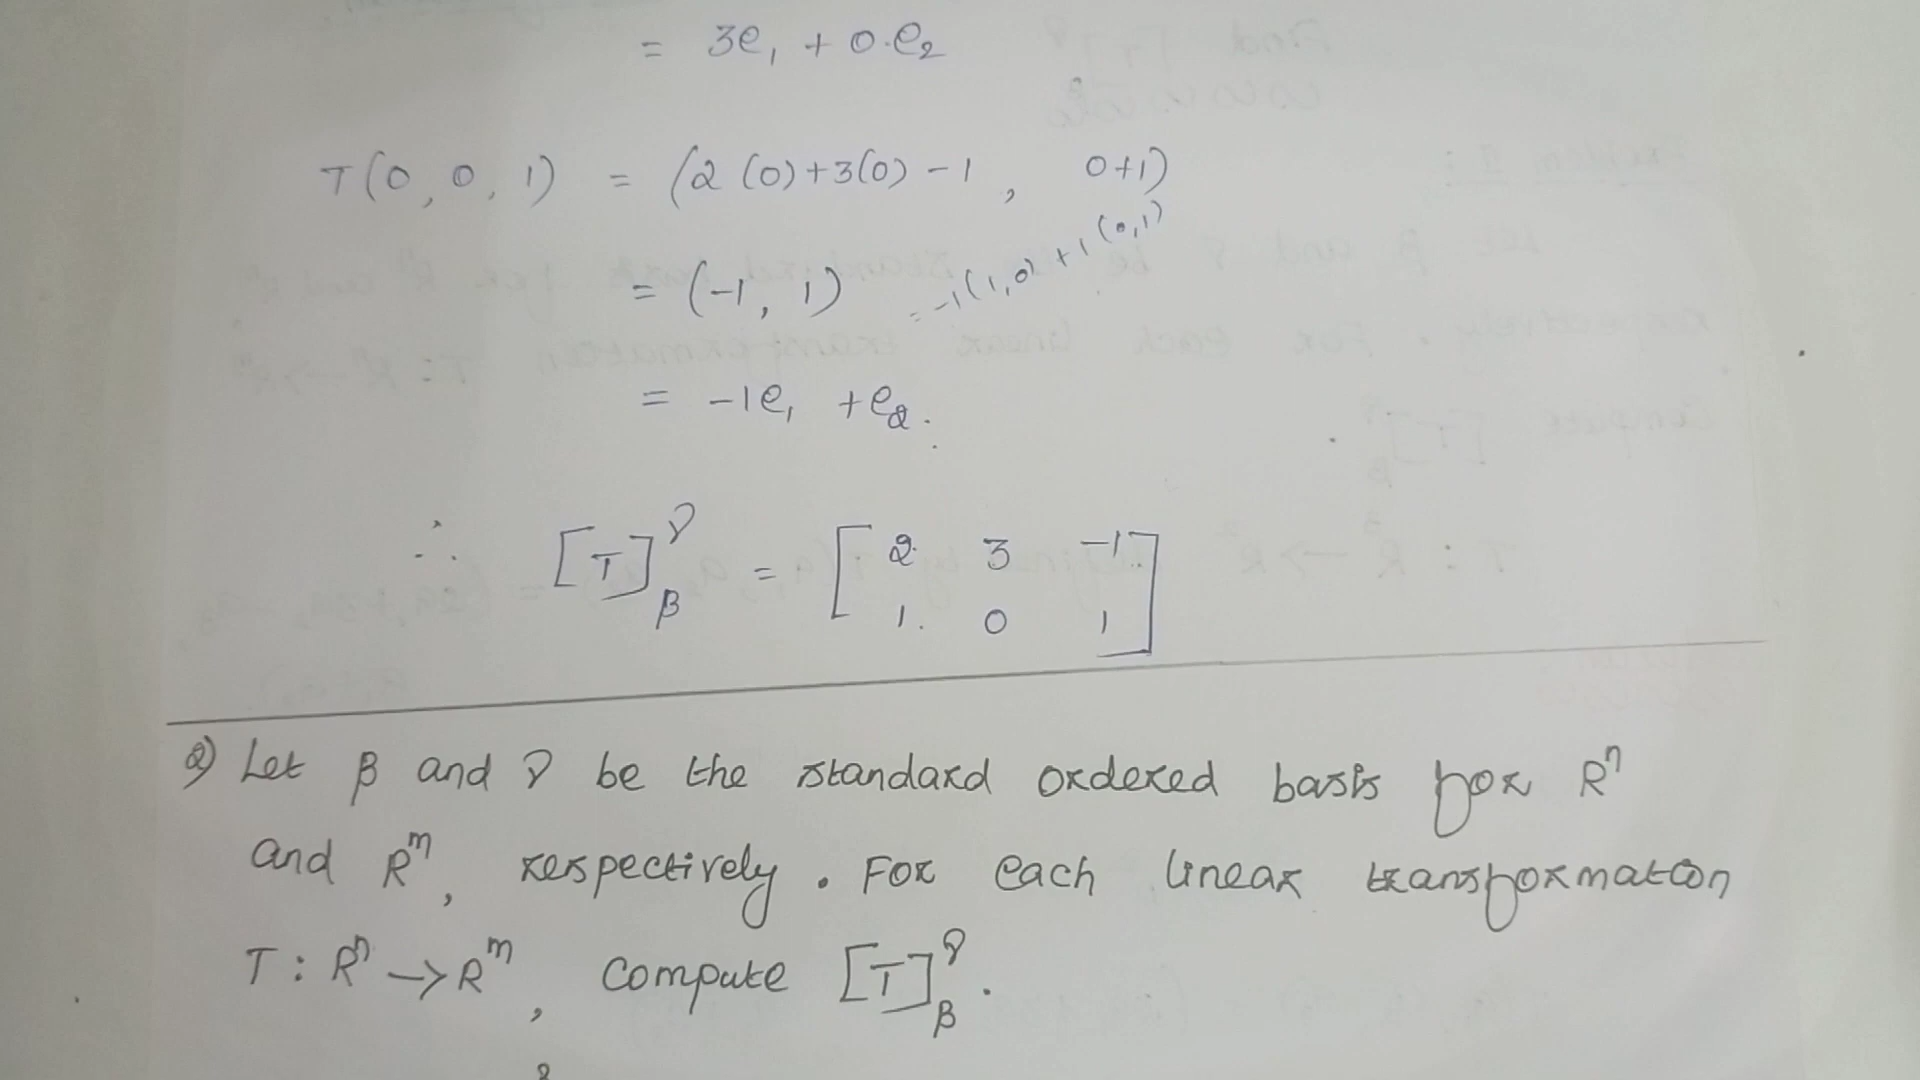 = 3e₁ + 0.e₂
T(0, 0, 1) = (2(0)+3(0)-1, 0+1)
= (-1, 1) = -1(1,0) + 1(0,1)
= -1e₁ + e₂.
∴ [T]ᵧᵦ = [2 3 -1
1. 0 1]
2) Let β and γ be the standard ordered basis for Rⁿ
and Rᵐ, respectively. For each linear transformation
T : Rⁿ → Rᵐ, compute [T]ᵧᵦ.